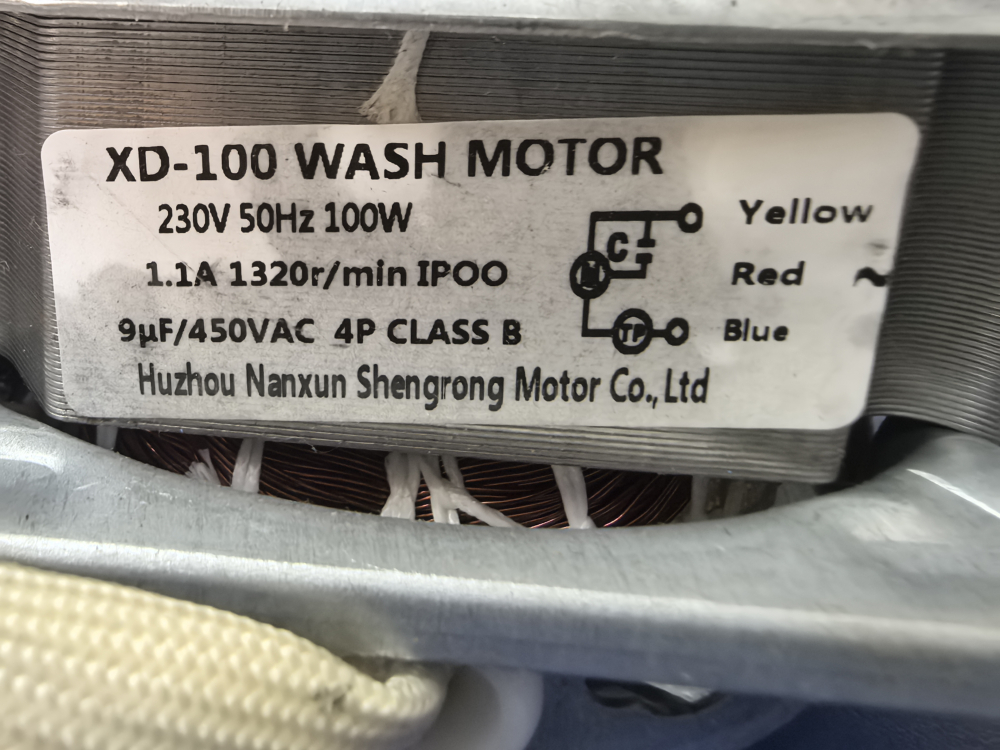 XD-100 WASH MOTOR
230V 50Hz 100W
1.1A 1320r/min IPOO
9µF/450VAC 4P CLASS B
Huzhou Nanxun Shengrong Motor Co., Ltd
C
M
TP
Yellow
Red ~
Blue